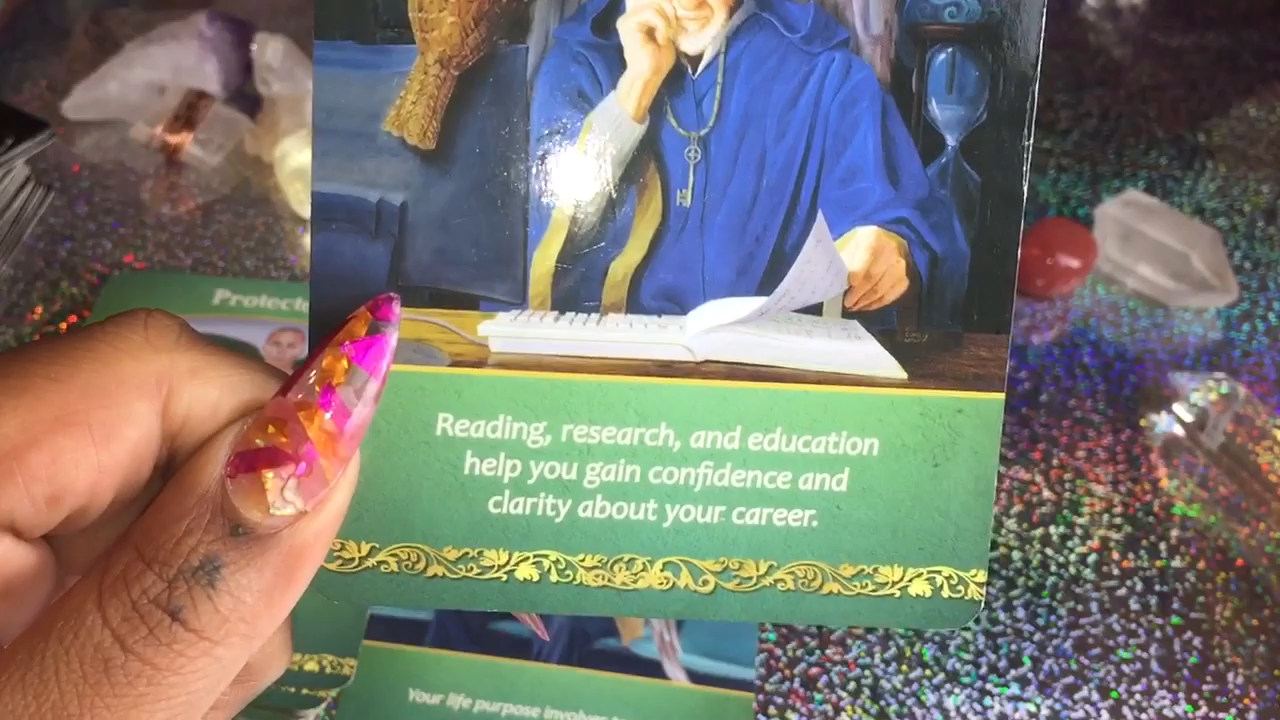 Protecte
Reading, research, and education
help you gain confidence and
clarity about your career.
Your life purpose involves